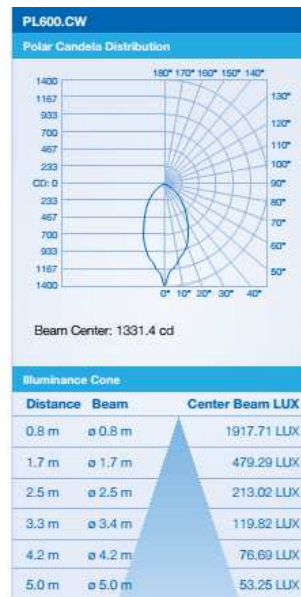 PL600.CW
Polar Candela Distribution
180° 170° 160° 150° 140°
1400
1167
933
700
467
233
CD: 0
233
467
700
933
1167
1400
130°
120°
110°
100°
90°
80°
70°
60°
50°
0° 10° 20° 30° 40°
Beam Center: 1331.4 cd
Illuminance Cone
Distance Beam Center Beam LUX
0.8 m ø 0.8 m 1917.71 LUX
1.7 m ø 1.7 m 479.29 LUX
2.5 m ø 2.5 m 213.02 LUX
3.3 m ø 3.4 m 119.82 LUX
4.2 m ø 4.2 m 76.69 LUX
5.0 m ø 5.0 m 53.25 LUX